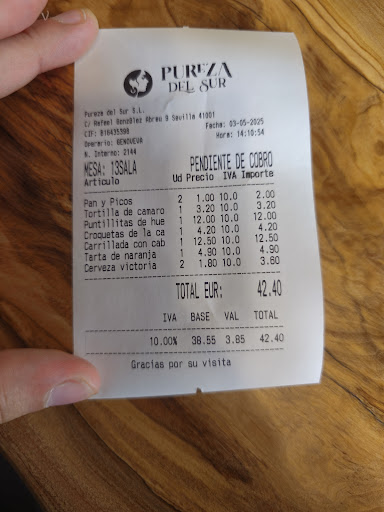 PUREZA
DEL SUR
Pureza del Sur S.L.
C/ Rafael González Abreu 9 Sevilla 41001
CIF: B16435398
Fecha: 03-05-2025
Operario: GENOVEVA
Hora: 14:10:54
N. Interno: 2144
MESA: 13SALA PENDIENTE DE COBRO
Articulo Ud Precio IVA Importe
Pan y Picos 2 1.00 10.0 2.00
Tortilla de camaro 1 3.20 10.0 3.20
Puntillitas de hue 1 12.00 10.0 12.00
Croquetas de la ca 1 4.20 10.0 4.20
Carrillada con cab 1 12.50 10.0 12.50
Tarta de naranja 1 4.90 10.0 4.90
Cerveza victoria 2 1.80 10.0 3.60
TOTAL EUR: 42.40
IVA BASE VAL TOTAL
10.00% 38.55 3.85 42.40
Gracias por su visita